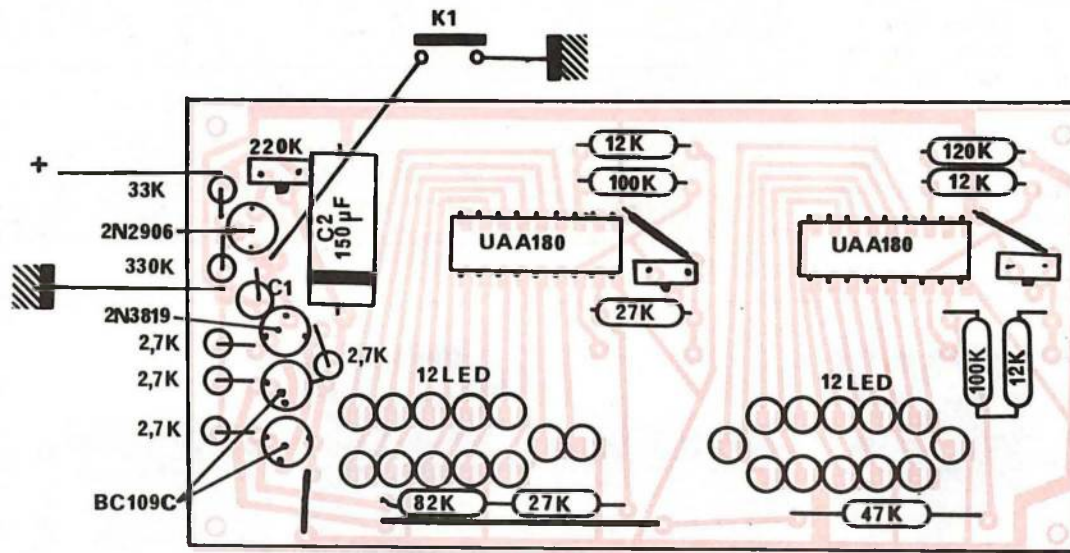 K1
220K
12K
120K
+
33K
100K
12K
2N2906
C2
150µF
UAA180
UAA180
330K
C1
2N3819
27K
2,7K
2,7K
2,7K
12LED
12LED
100K
12K
2,7K
BC109C
82K
27K
47K